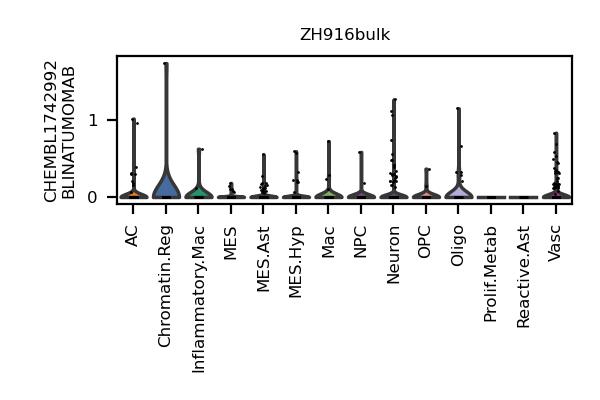 ZH916bulk
CHEMBL1742992
BLINATUMOMAB
1
0
AC
Chromatin.Reg
Inflammatory.Mac
MES
MES.Ast
MES.Hyp
Mac
NPC
Neuron
OPC
Oligo
Prolif.Metab
Reactive.Ast
Vasc